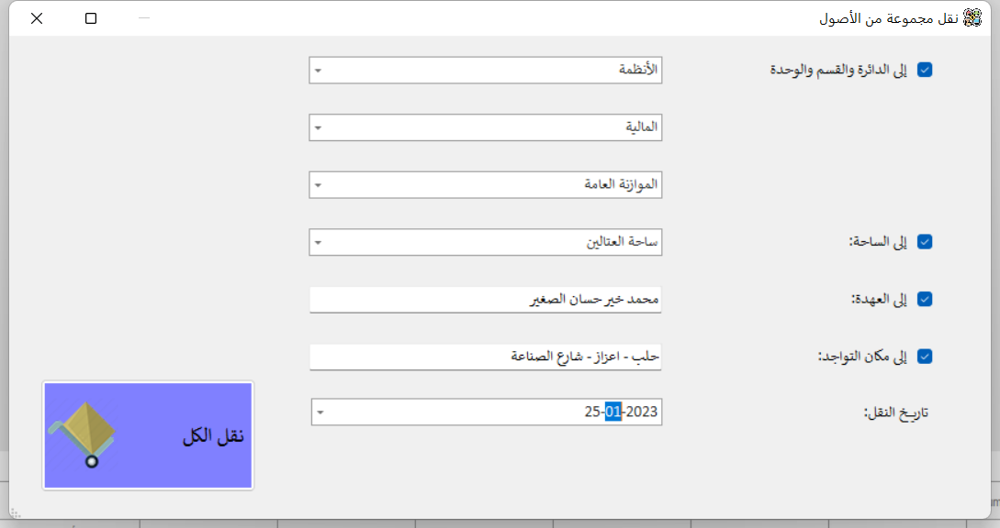 نقل مجموعة من الأصول
إلى الدائرة والقسم والوحدة
الأنظمة
المالية
الموازنة العامة
إلى الساحة:
ساحة العتالين
إلى العهدة:
محمد خير حسان الصغير
إلى مكان التواجد:
حلب - اعزاز - شارع الصناعة
تاريخ النقل:
25-01-2023
نقل الكل